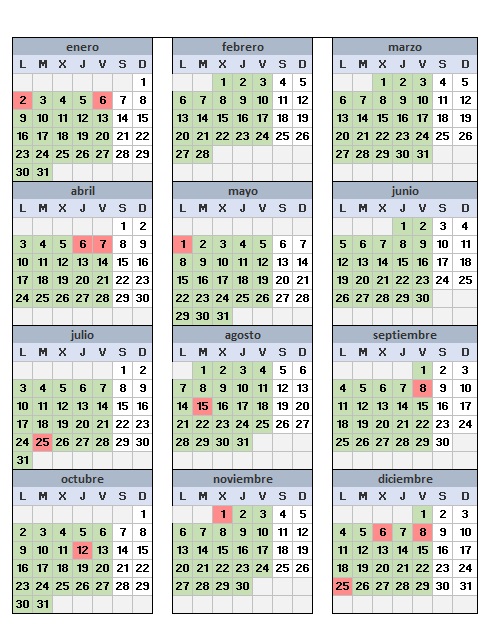 enero
L M X J V S D
1
2 3 4 5 6 7 8
9 10 11 12 13 14 15
16 17 18 19 20 21 22
23 24 25 26 27 28 29
30 31
febrero
L M X J V S D
1 2 3 4 5
6 7 8 9 10 11 12
13 14 15 16 17 18 19
20 21 22 23 24 25 26
27 28
marzo
L M X J V S D
1 2 3 4 5
6 7 8 9 10 11 12
13 14 15 16 17 18 19
20 21 22 23 24 25 26
27 28 29 30 31
abril
L M X J V S D
1 2
3 4 5 6 7 8 9
10 11 12 13 14 15 16
17 18 19 20 21 22 23
24 25 26 27 28 29 30
mayo
L M X J V S D
1 2 3 4 5 6 7
8 9 10 11 12 13 14
15 16 17 18 19 20 21
22 23 24 25 26 27 28
29 30 31
junio
L M X J V S D
1 2 3 4
5 6 7 8 9 10 11
12 13 14 15 16 17 18
19 20 21 22 23 24 25
26 27 28 29 30
julio
L M X J V S D
1 2
3 4 5 6 7 8 9
10 11 12 13 14 15 16
17 18 19 20 21 22 23
24 25 26 27 28 29 30
31
agosto
L M X J V S D
1 2 3 4 5 6
7 8 9 10 11 12 13
14 15 16 17 18 19 20
21 22 23 24 25 26 27
28 29 30 31
septiembre
L M X J V S D
1 2 3
4 5 6 7 8 9 10
11 12 13 14 15 16 17
18 19 20 21 22 23 24
25 26 27 28 29 30
octubre
L M X J V S D
1
2 3 4 5 6 7 8
9 10 11 12 13 14 15
16 17 18 19 20 21 22
23 24 25 26 27 28 29
30 31
noviembre
L M X J V S D
1 2 3 4 5
6 7 8 9 10 11 12
13 14 15 16 17 18 19
20 21 22 23 24 25 26
27 28 29 30
diciembre
L M X J V S D
1 2 3
4 5 6 7 8 9 10
11 12 13 14 15 16 17
18 19 20 21 22 23 24
25 26 27 28 29 30 31